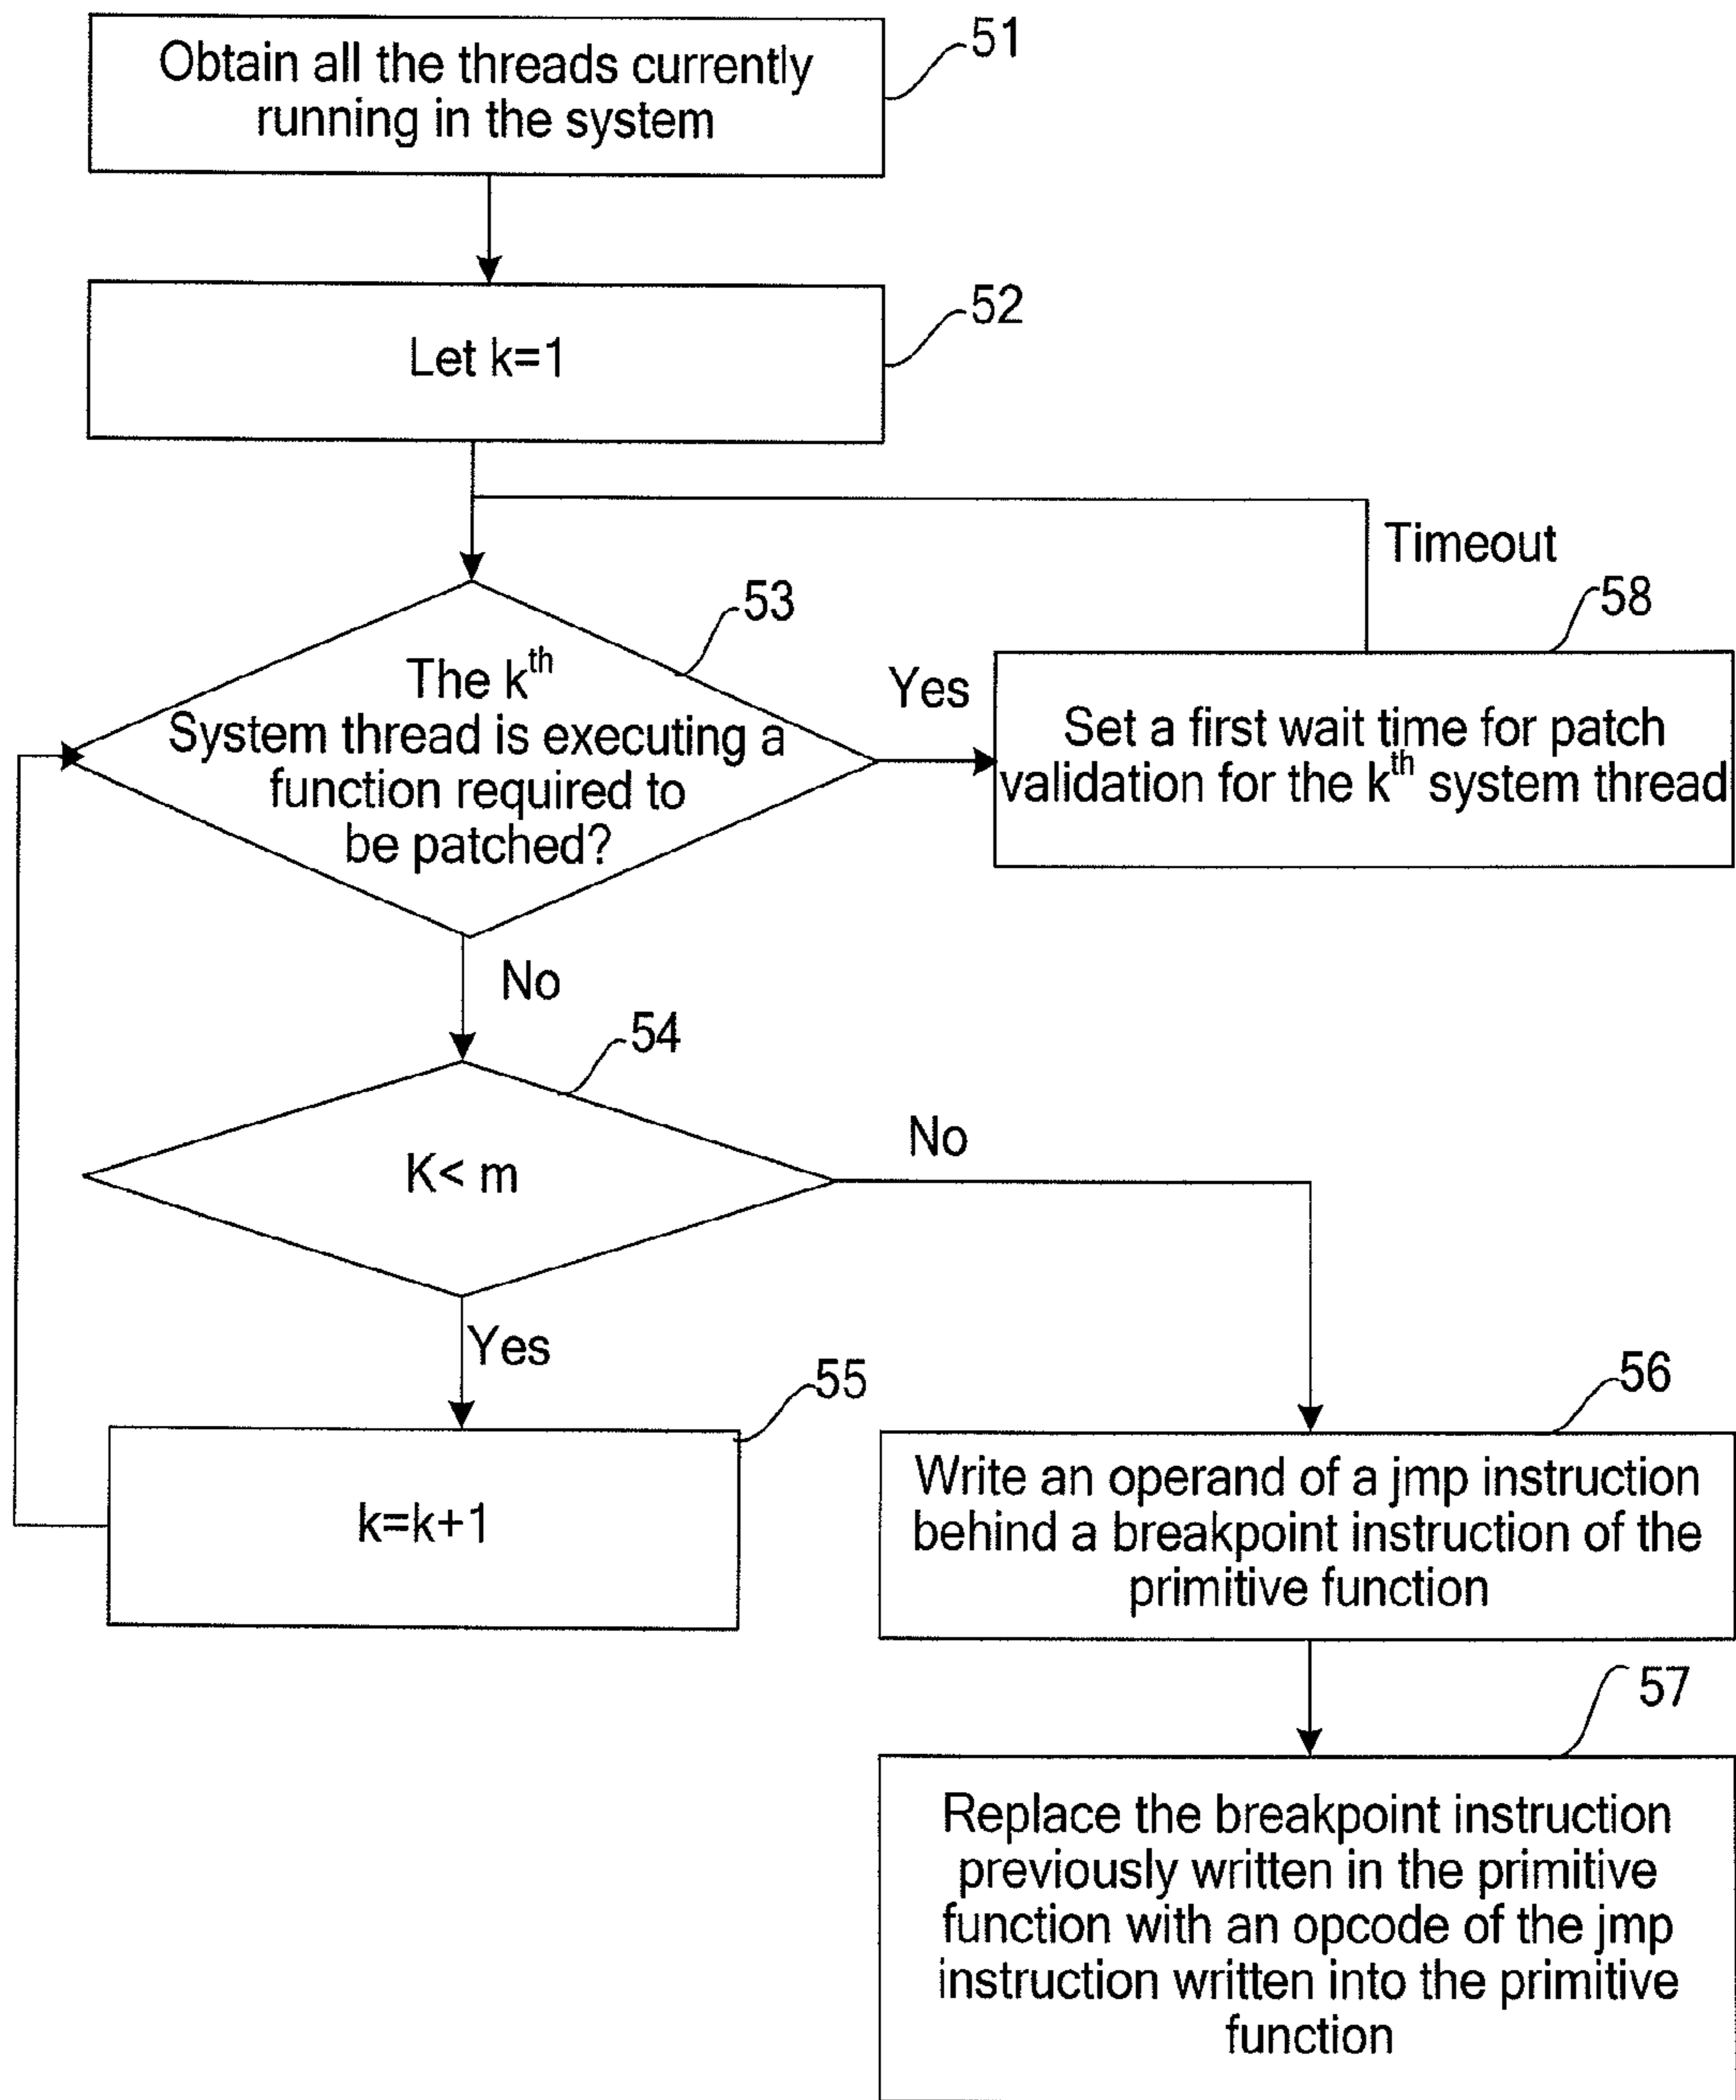 Obtain all the threads currently
running in the system
51
Let k=1
52
Timeout
53
The kth
System thread is executing a
function required to
be patched?
Yes
58
Set a first wait time for patch
validation for the kth system thread
No
54
K< m
No
Yes
55
k=k+1
56
Write an operand of a jmp instruction
behind a breakpoint instruction of the
primitive function
57
Replace the breakpoint instruction
previously written in the primitive
function with an opcode of the jmp
instruction written into the primitive
function